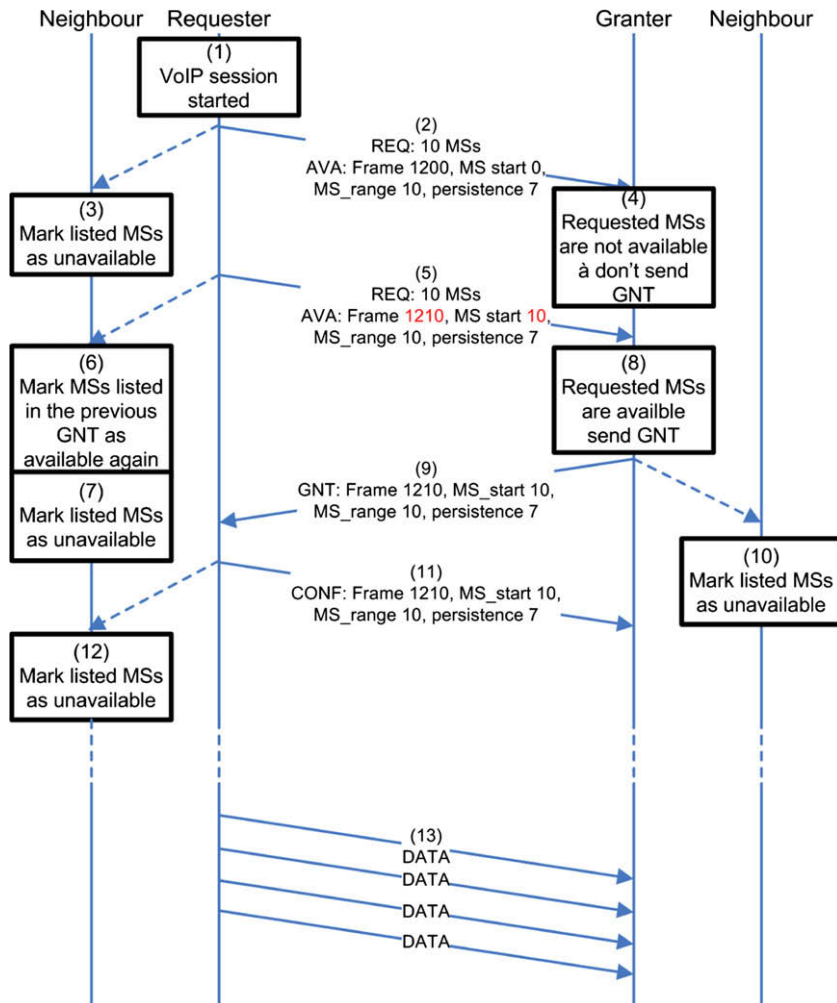 Neighbour Requester Granter Neighbour
(1)
VoIP session
started
(2)
REQ: 10 MSs
AVA: Frame 1200, MS start 0,
MS_range 10, persistence 7
(3)
Mark listed MSs
as unavailable
(4)
Requested MSs
are not available
à don't send
GNT
(5)
REQ: 10 MSs
AVA: Frame 1210, MS start 10,
MS_range 10, persistence 7
(6)
Mark MSs listed
in the previous
GNT as
available again
(7)
Mark listed MSs
as unavailable
(8)
Requested MSs
are availble
send GNT
(9)
GNT: Frame 1210, MS_start 10,
MS_range 10, persistence 7
(10)
Mark listed MSs
as unavailable
(11)
CONF: Frame 1210, MS_start 10,
MS_range 10, persistence 7
(12)
Mark listed MSs
as unavailable
(13)
DATA
DATA
DATA
DATA